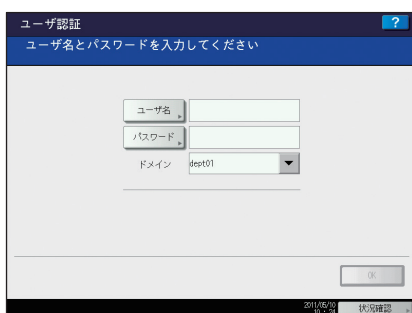 ユーザ認証 ?
ユーザ名とパスワードを入力してください
ユーザ名
パスワード
ドメイン dept01
OK
2011/05/10
10:24 状況確認